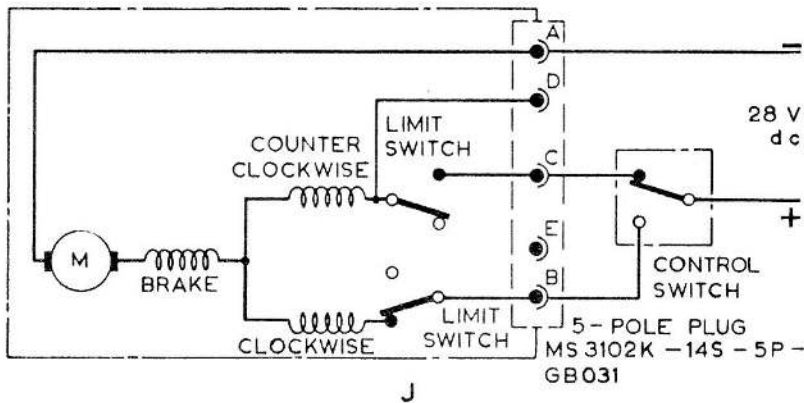 A
−
D
28 V
d c
LIMIT
SWITCH
COUNTER
CLOCKWISE
C
+
M
BRAKE
E
B
CONTROL
SWITCH
CLOCKWISE
LIMIT
SWITCH
5 - POLE PLUG
MS 3102K - 14S - 5P -
GB031
J